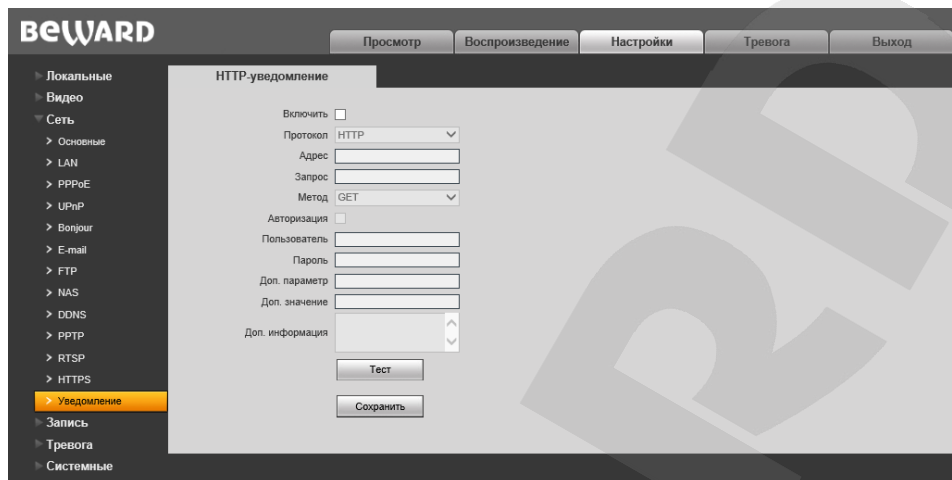 BEWARD
Просмотр Воспроизведение Настройки Тревога Выход
Локальные
Видео
Сеть
Основные
LAN
PPPoE
UPnP
Bonjour
E-mail
FTP
NAS
DDNS
PPTP
RTSP
HTTPS
Уведомление
Запись
Тревога
Системные
HTTP-уведомление
Включить
Протокол HTTP
Адрес
Запрос
Метод GET
Авторизация
Пользователь
Пароль
Доп. параметр
Доп. значение
Доп. информация
Тест
Сохранить
RD